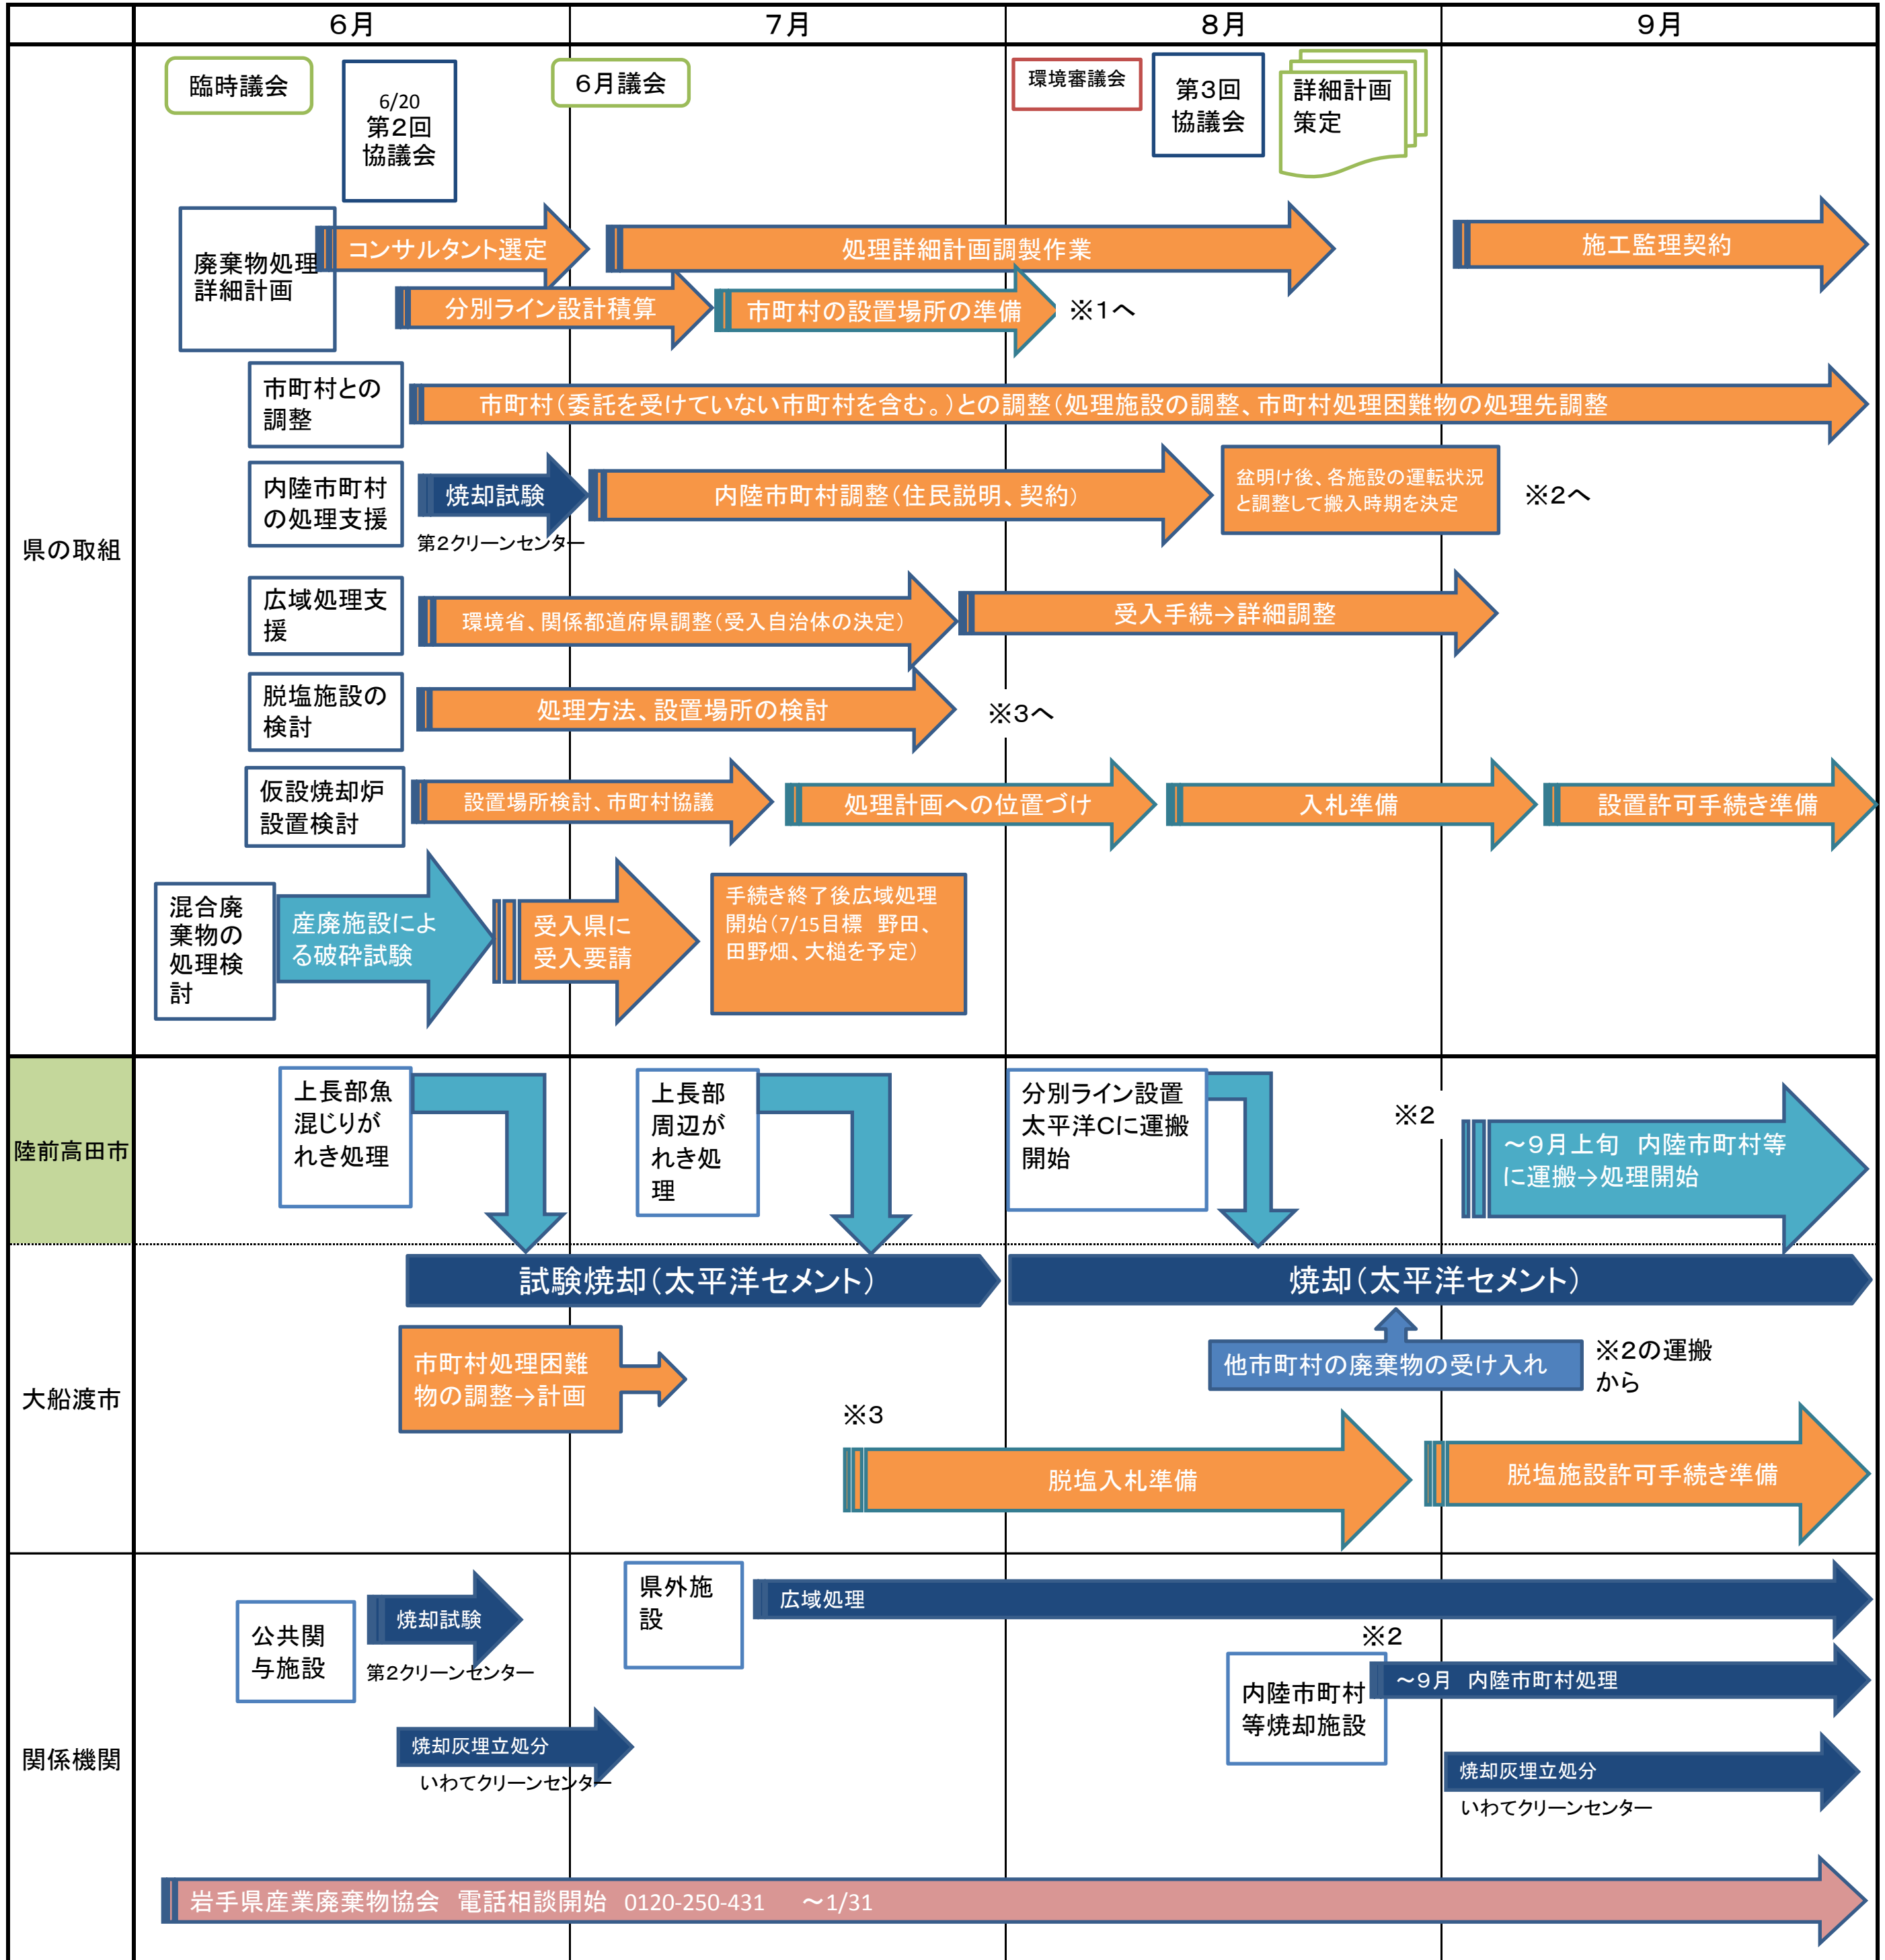 6月
7月
8月
9月
県の取組
臨時議会
6/20
第2回
協議会
6月議会
環境審議会
第3回
協議会
詳細計画
策定
廃棄物処理
詳細計画
コンサルタント選定
処理詳細計画調製作業
施工監理契約
分別ライン設計積算
市町村の設置場所の準備
※1へ
市町村との
調整
市町村(委託を受けていない市町村を含む。)との調整(処理施設の調整、市町村処理困難物の処理先調整
内陸市町村
の処理支援
焼却試験
第2クリーンセンター
内陸市町村調整(住民説明、契約)
盆明け後、各施設の運転状況
と調整して搬入時期を決定
※2へ
広域処理支
援
環境省、関係都道府県調整(受入自治体の決定)
受入手続→詳細調整
脱塩施設の
検討
処理方法、設置場所の検討
※3へ
仮設焼却炉
設置検討
設置場所検討、市町村協議
処理計画への位置づけ
入札準備
設置許可手続き準備
混合廃
棄物の
処理検
討
産廃施設によ
る破砕試験
受入県に
受入要請
手続き終了後広域処理
開始(7/15目標 野田、
田野畑、大槌を予定)
陸前高田市
上長部魚
混じりが
れき処理
上長部
周辺が
れき処
理
分別ライン設置
太平洋Cに運搬
開始
※2
~9月上旬 内陸市町村等
に運搬→処理開始
大船渡市
試験焼却(太平洋セメント)
焼却(太平洋セメント)
市町村処理困難
物の調整→計画
他市町村の廃棄物の受け入れ
※2の運搬
から
※3
脱塩入札準備
脱塩施設許可手続き準備
関係機関
公共関
与施設
焼却試験
第2クリーンセンター
県外施
設
広域処理
※2
内陸市町村
等焼却施設
~9月 内陸市町村処理
焼却灰埋立処分
いわてクリーンセンター
焼却灰埋立処分
いわてクリーンセンター
岩手県産業廃棄物協会 電話相談開始 0120-250-431 ~1/31